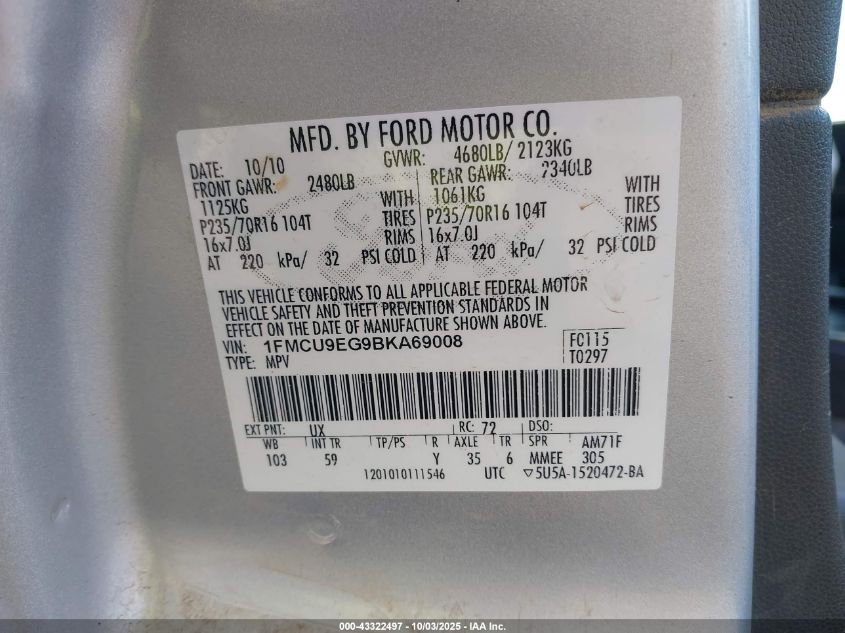 MFD. BY FORD MOTOR CO.
DATE: 10/10 GVWR: 4680LB/ 2123KG
FRONT GAWR: 2480LB REAR GAWR: 2340LB
1125KG WITH 1061KG WITH
P235/70R16 104T TIRES P235/70R16 104T TIRES
16x7.0J RIMS 16x7.0J RIMS
AT 220 kPa/ 32 PSI COLD AT 220 kPa/ 32 PSI COLD
THIS VEHICLE CONFORMS TO ALL APPLICABLE FEDERAL MOTOR
VEHICLE SAFETY AND THEFT PREVENTION STANDARDS IN
EFFECT ON THE DATE OF MANUFACTURE SHOWN ABOVE.
VIN: 1FMCU9EG9BKA69008 FC115
TYPE: MPV T0297
EXT PNT: UX RC: 72 DSO:
WB INT TR TP/PS R AXLE TR SPR AM71F
103 59 Y 35 6 MMEE 305
1201010111546 UTC ▽5U5A-1520472-BA
000-43322497 - 10/03/2025 - IAA Inc.